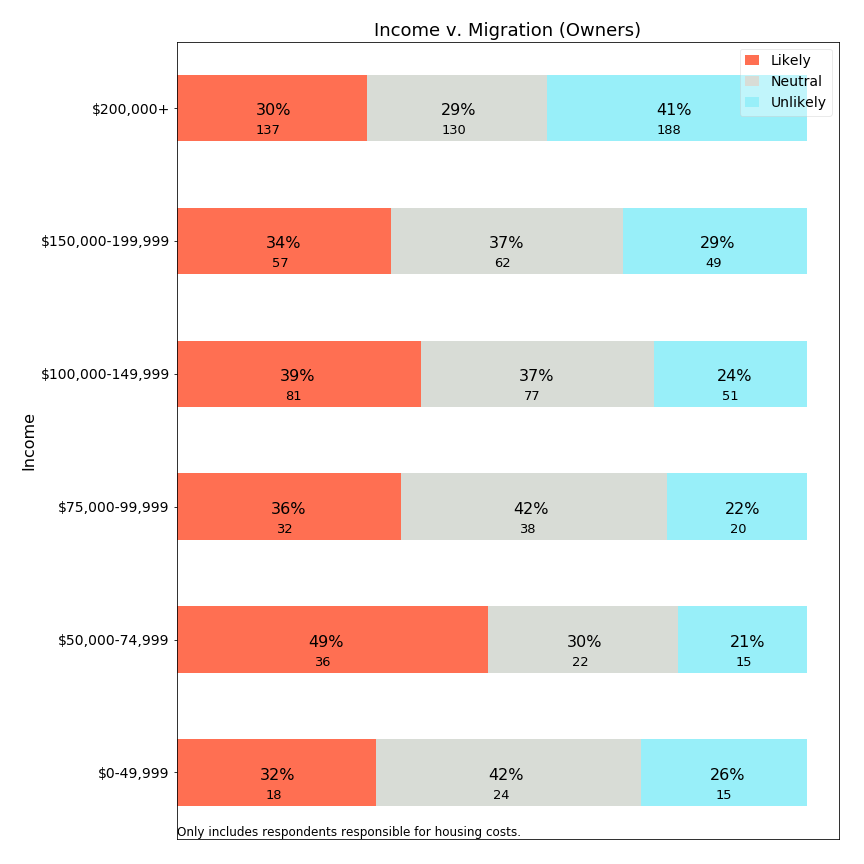 Income v. Migration (Owners)
Likely
Neutral
Unlikely
$200,000+
30% 29% 41%
137 130 188
$150,000-199,999
34% 37% 29%
57 62 49
$100,000-149,999
39% 37% 24%
81 77 51
Income
$75,000-99,999
36% 42% 22%
32 38 20
$50,000-74,999
49% 30% 21%
36 22 15
$0-49,999
32% 42% 26%
18 24 15
Only includes respondents responsible for housing costs.